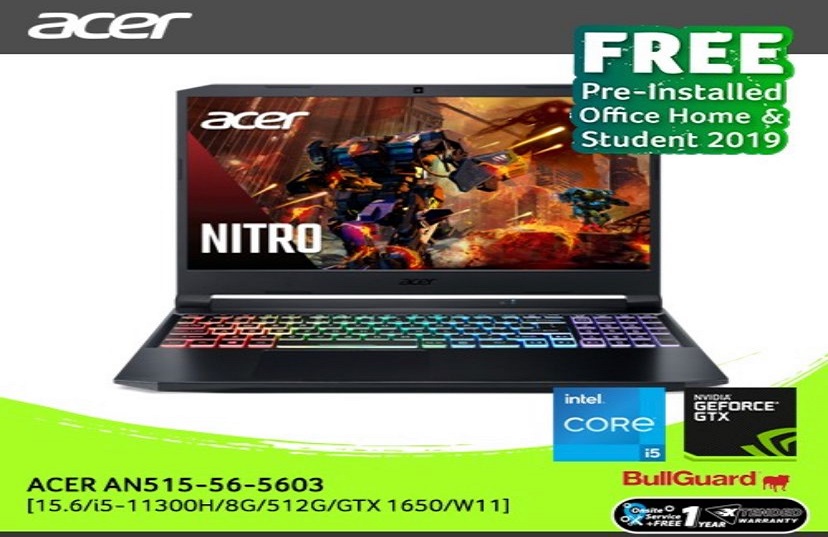 acer
FREE
Pre-Installed
Office Home &
Student 2019
acer
NITRO
acer
intel.
CORE
i5
NVIDIA
GEFORCE
GTX
BullGuard
ACER AN515-56-5603
[15.6/i5-11300H/8G/512G/GTX 1650/W11]
Onsite
Service
+FREE 1 YEAR
EXTENDED
WARRANTY